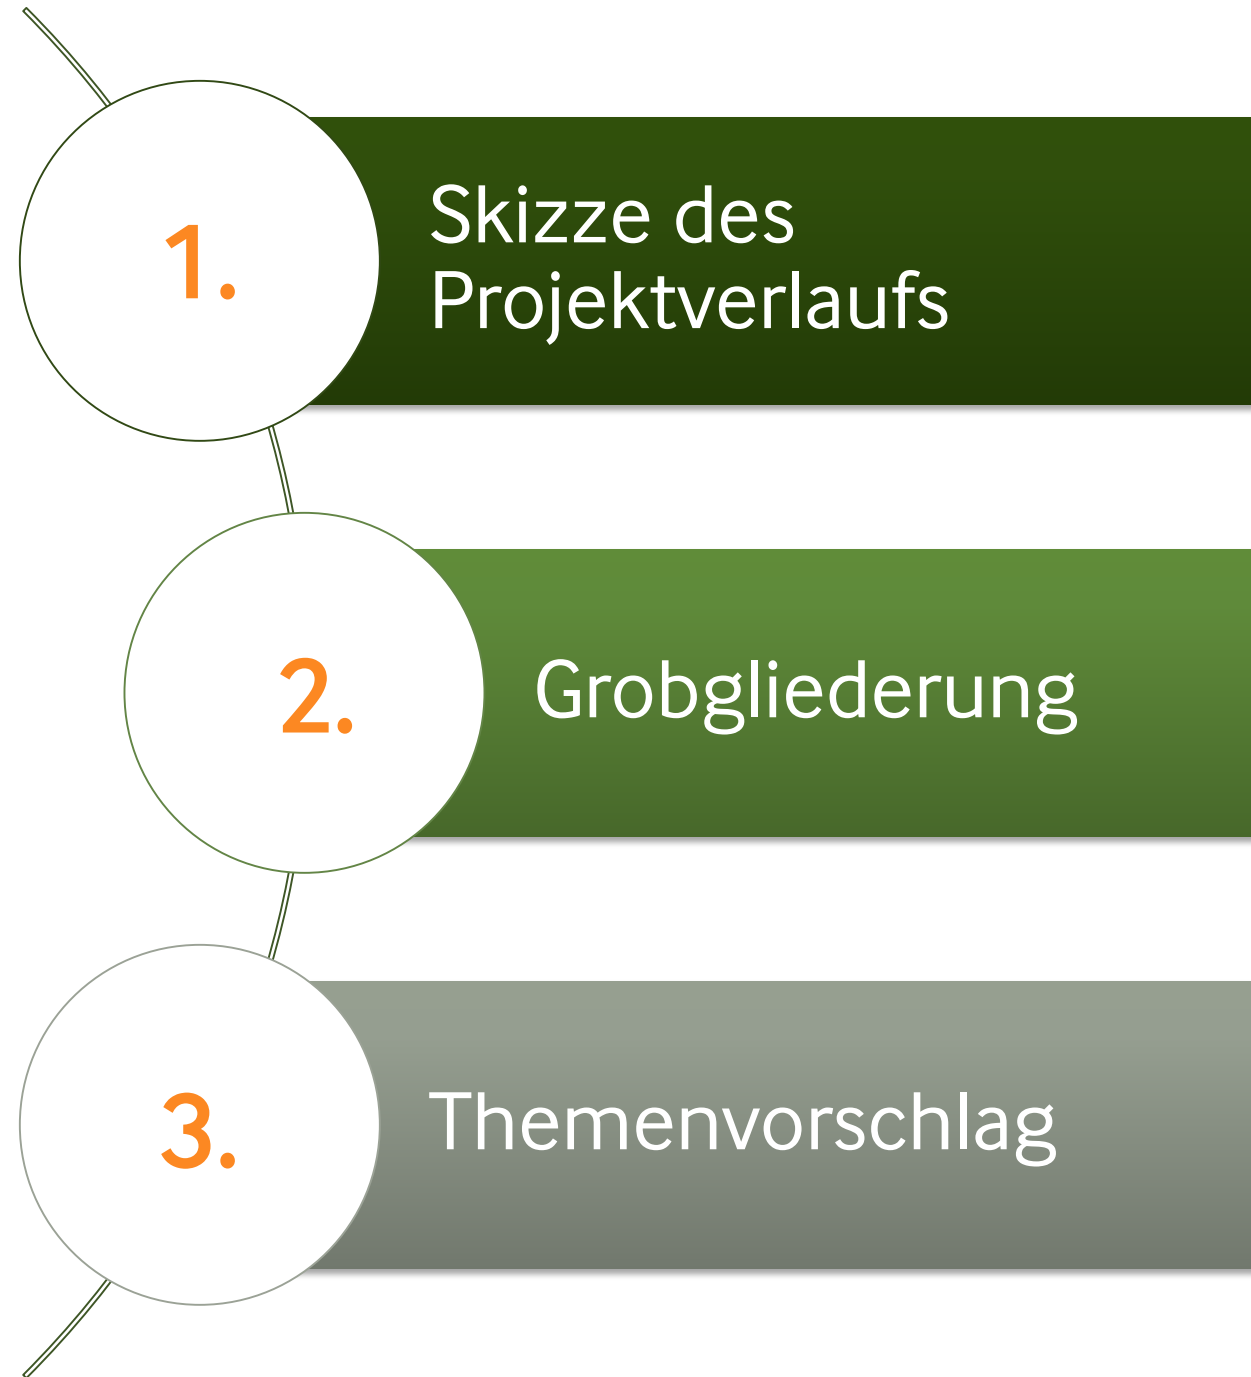 1.
Skizze des
Projektverlaufs
2.
Grobgliederung
3.
Themenvorschlag